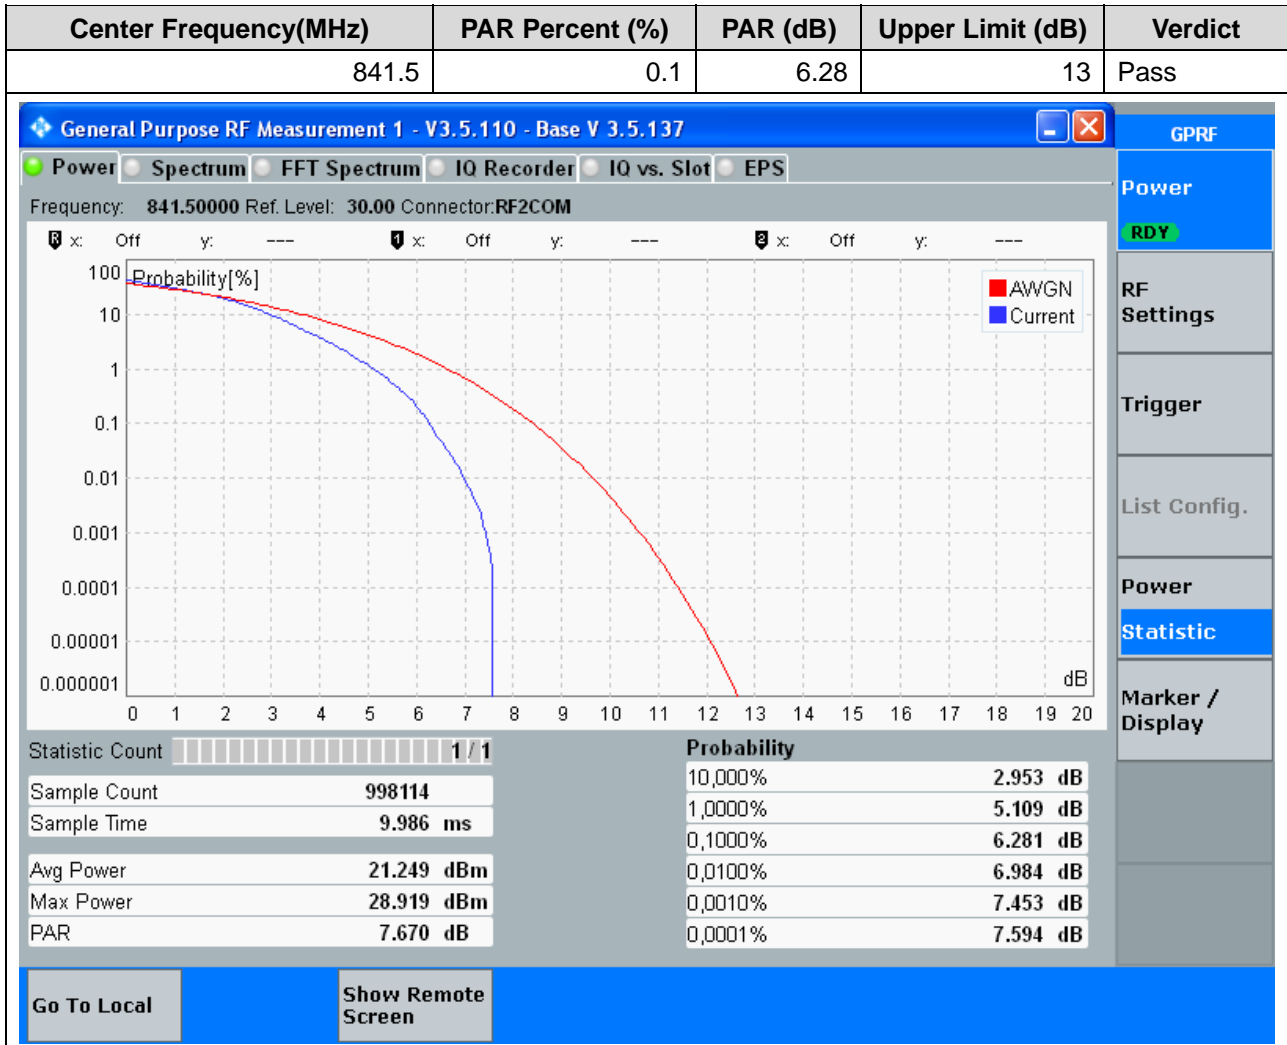 Center Frequency(MHz) PAR Percent (%) PAR (dB) Upper Limit (dB) Verdict
841.5 0.1 6.28 13 Pass
General Purpose RF Measurement 1 - V3.5.110 - Base V 3.5.137
GPRF
Power Spectrum FFT Spectrum IQ Recorder IQ vs. Slot EPS
Frequency: 841.50000 Ref. Level: 30.00 Connector:RF2COM
R x: Off y: --- 1 x: Off y: --- 2 x: Off y: ---
Probability[%]
AWGN
Current
100
10
1
0.1
0.01
0.001
0.0001
0.00001
0.000001
dB
0 1 2 3 4 5 6 7 8 9 10 11 12 13 14 15 16 17 18 19 20
Statistic Count 1 / 1
Sample Count 998114
Sample Time 9.986 ms
Avg Power 21.249 dBm
Max Power 28.919 dBm
PAR 7.670 dB
Probability
10,000% 2.953 dB
1,0000% 5.109 dB
0,1000% 6.281 dB
0,0100% 6.984 dB
0,0010% 7.453 dB
0,0001% 7.594 dB
Power
RDY
RF
Settings
Trigger
List Config.
Power
Statistic
Marker /
Display
Go To Local
Show Remote
Screen